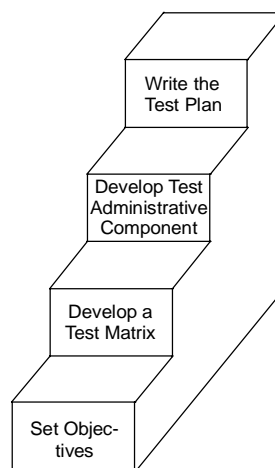 Write the
Test Plan
Develop Test
Administrative
Component
Develop a
Test Matrix
Set Objec-
tives